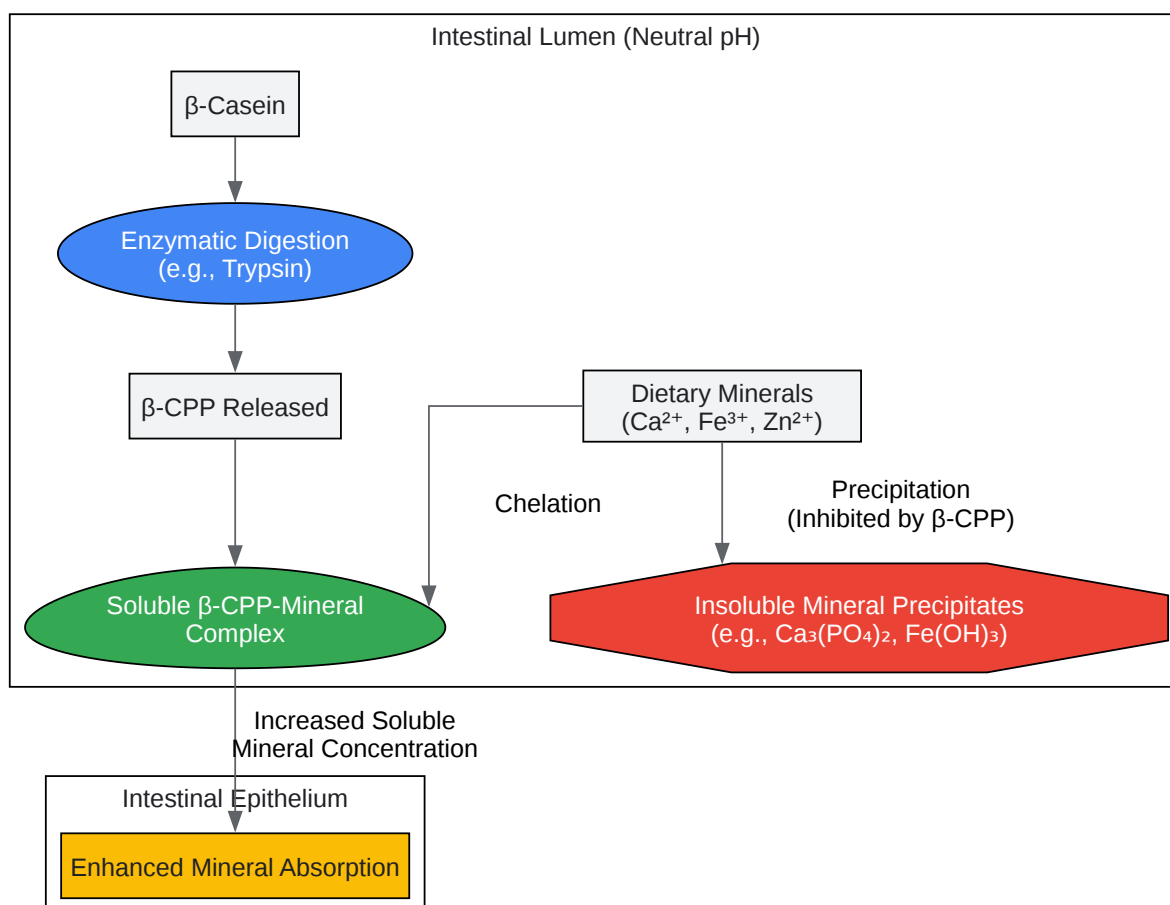 Intestinal Lumen (Neutral pH)
β-Casein
Enzymatic Digestion
(e.g., Trypsin)
β-CPP Released
Dietary Minerals
(Ca²⁺, Fe³⁺, Zn²⁺)
Chelation
Precipitation
(Inhibited by β-CPP)
Soluble β-CPP-Mineral
Complex
Insoluble Mineral Precipitates
(e.g., Ca₃(PO₄)₂, Fe(OH)₃)
Increased Soluble
Mineral Concentration
Intestinal Epithelium
Enhanced Mineral Absorption